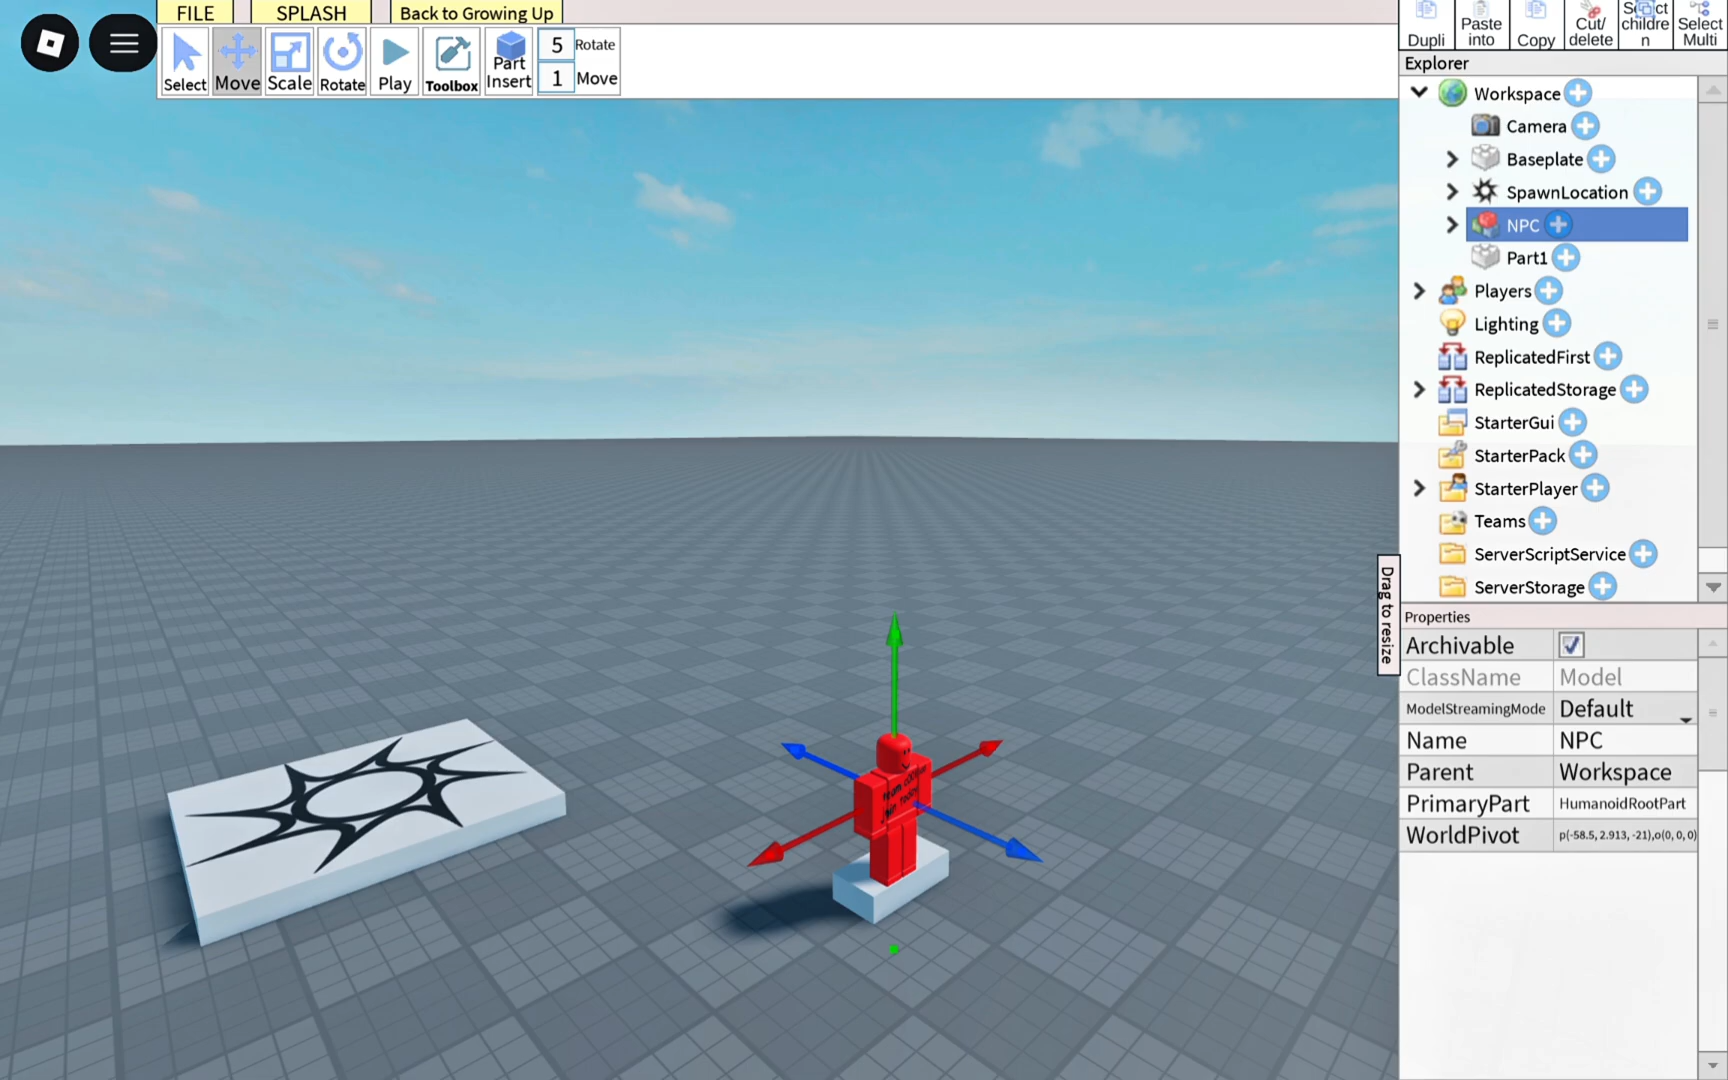 FILE
SPLASH
Back to Growing Up
Select
Move
Scale
Rotate
Play
Toolbox
Part
Insert
5 Rotate
1 Move
Dupli
Paste
into
Copy
Cut/
delete
childre
n
Select
Multi
Explorer
Workspace
Camera
Baseplate
SpawnLocation
NPC
Part1
Players
Lighting
ReplicatedFirst
ReplicatedStorage
StarterGui
StarterPack
StarterPlayer
Teams
ServerScriptService
ServerStorage
Drag to resize
Properties
Archivable
ClassName Model
ModelStreamingMode Default
Name NPC
Parent Workspace
PrimaryPart HumanoidRootPart
WorldPivot p(-58.5, 2.913, -21),o(0, 0, 0)